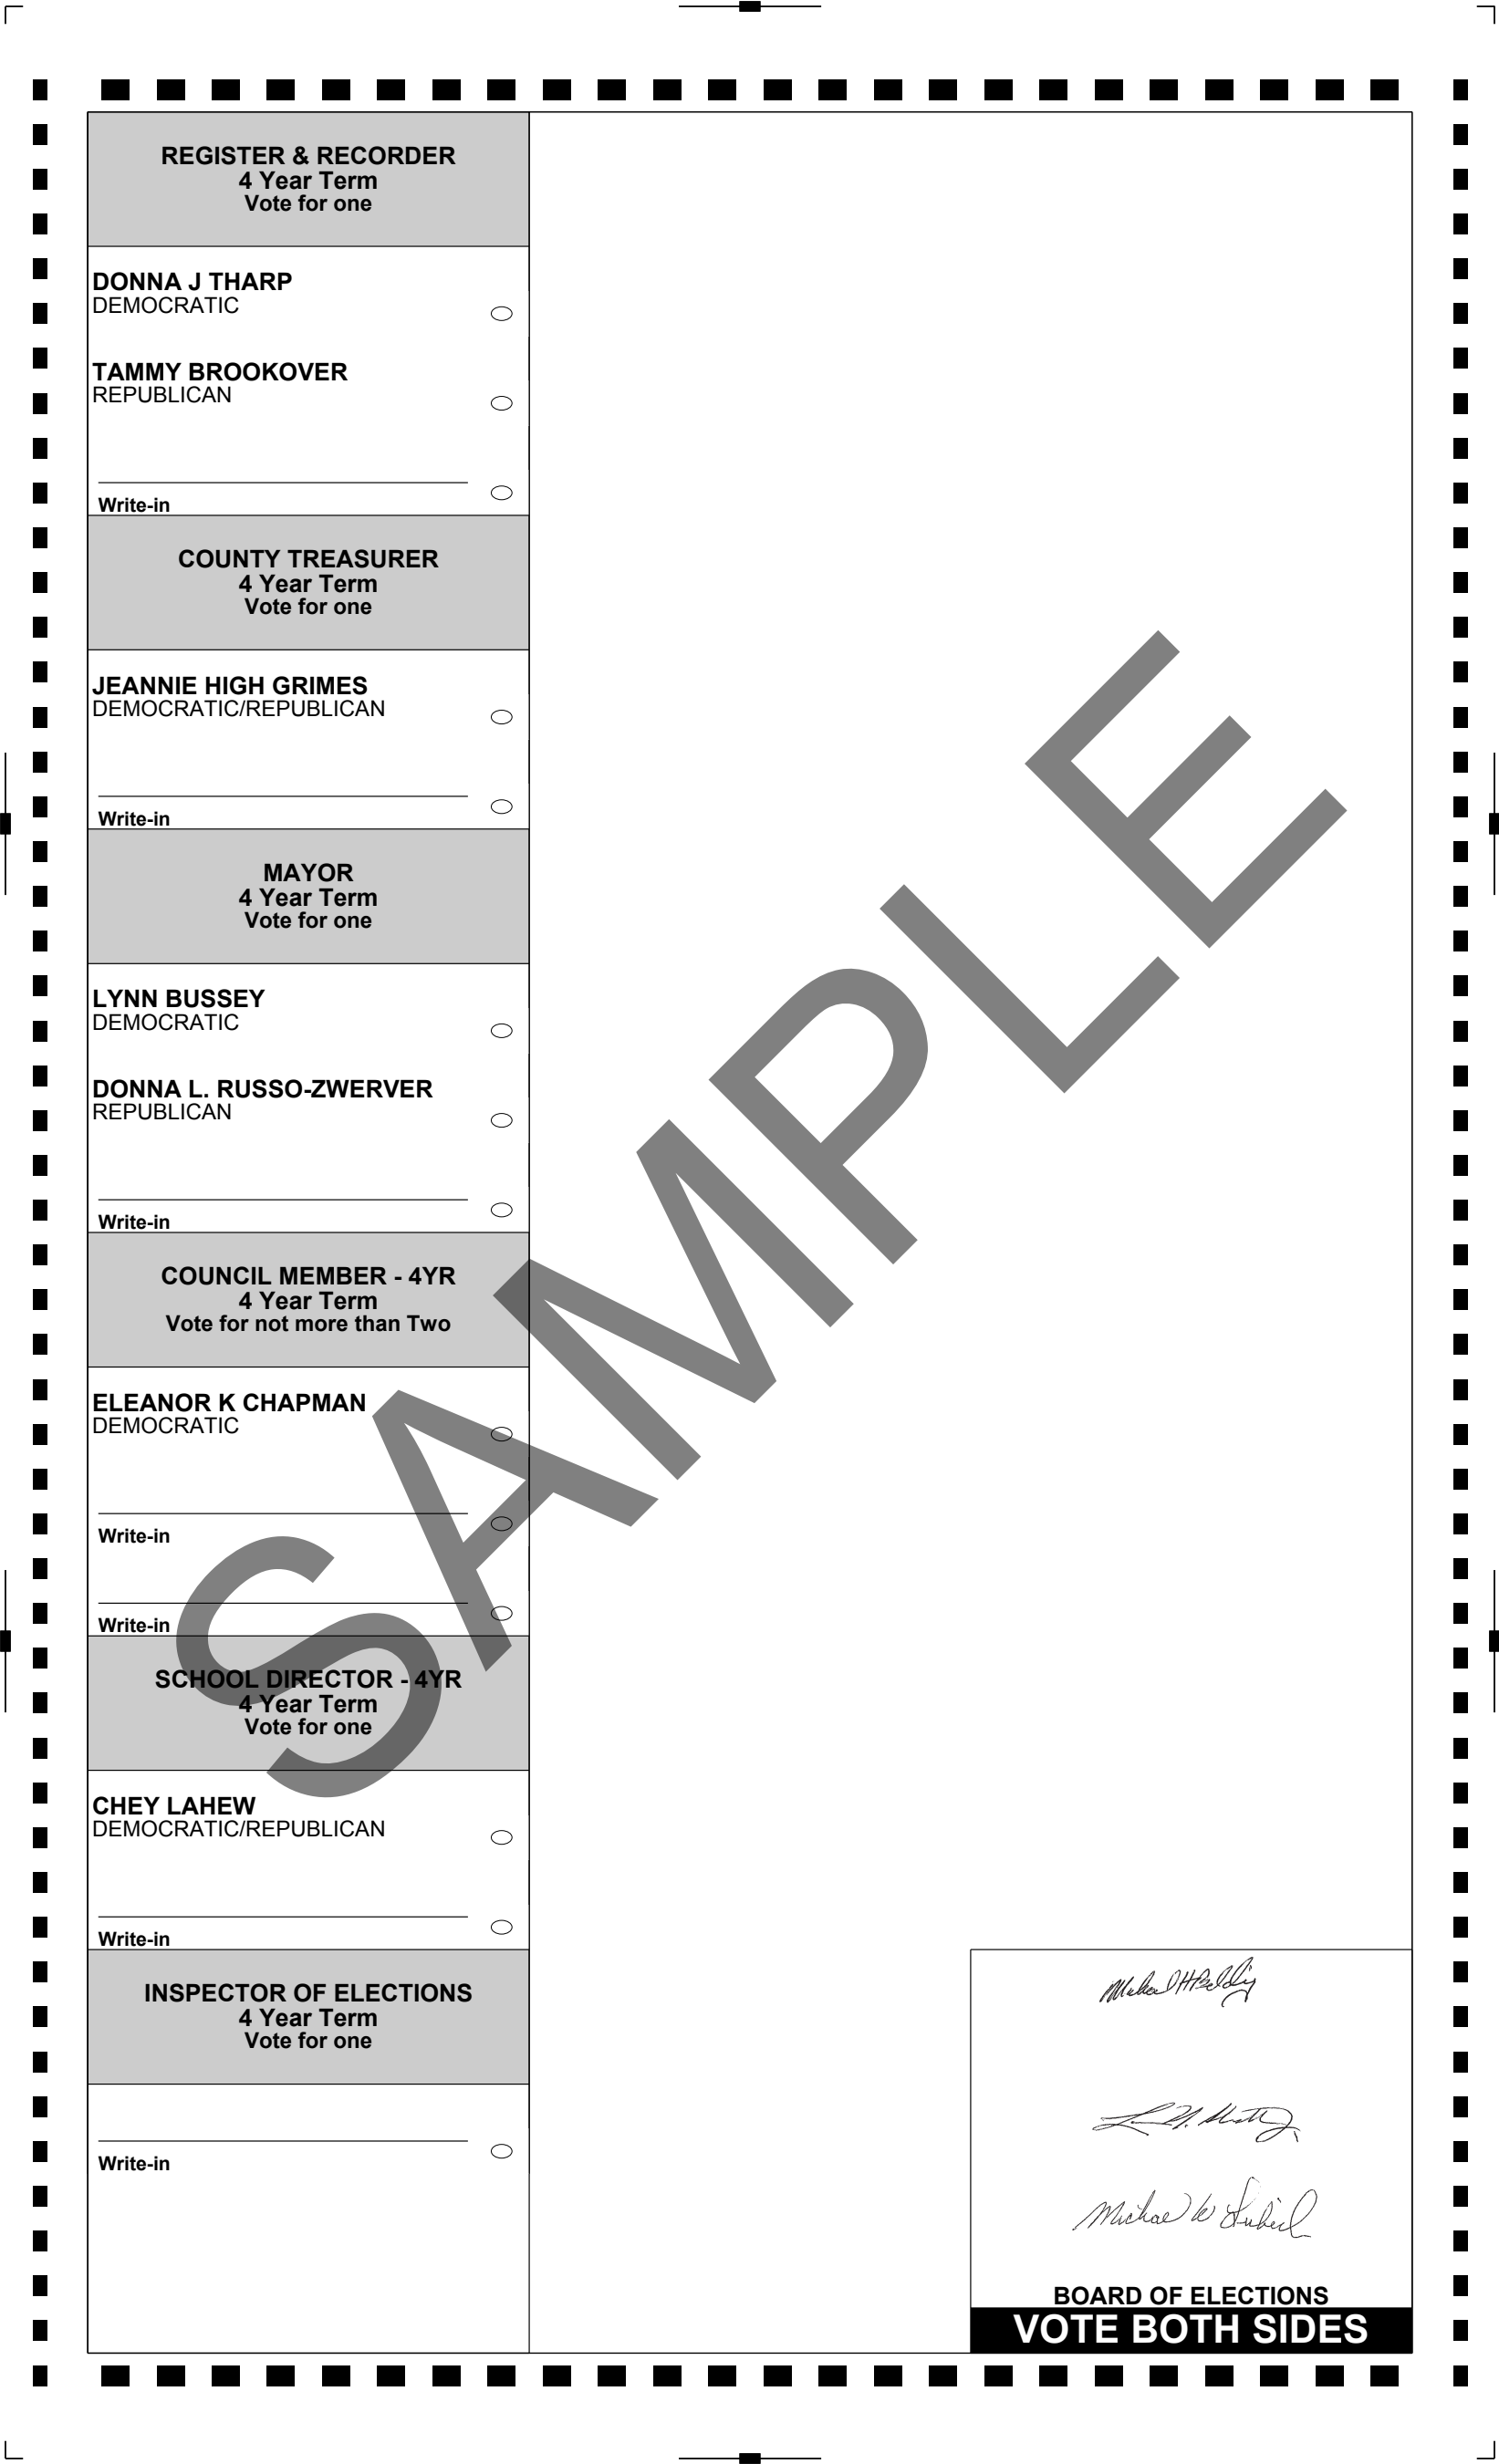 REGISTER & RECORDER
4 Year Term
Vote for one
DONNA J THARP
DEMOCRATIC
TAMMY BROOKOVER
REPUBLICAN
Write-in
COUNTY TREASURER
4 Year Term
Vote for one
JEANNIE HIGH GRIMES
DEMOCRATIC/REPUBLICAN
Write-in
MAYOR
4 Year Term
Vote for one
LYNN BUSSEY
DEMOCRATIC
DONNA L. RUSSO-ZWERVER
REPUBLICAN
Write-in
COUNCIL MEMBER - 4YR
4 Year Term
Vote for not more than Two
ELEANOR K CHAPMAN
DEMOCRATIC
Write-in
Write-in
SCHOOL DIRECTOR - 4YR
4 Year Term
Vote for one
CHEY LAHEW
DEMOCRATIC/REPUBLICAN
Write-in
INSPECTOR OF ELECTIONS
4 Year Term
Vote for one
Write-in
SAMPLE
Michael W
BOARD OF ELECTIONS
VOTE BOTH SIDES